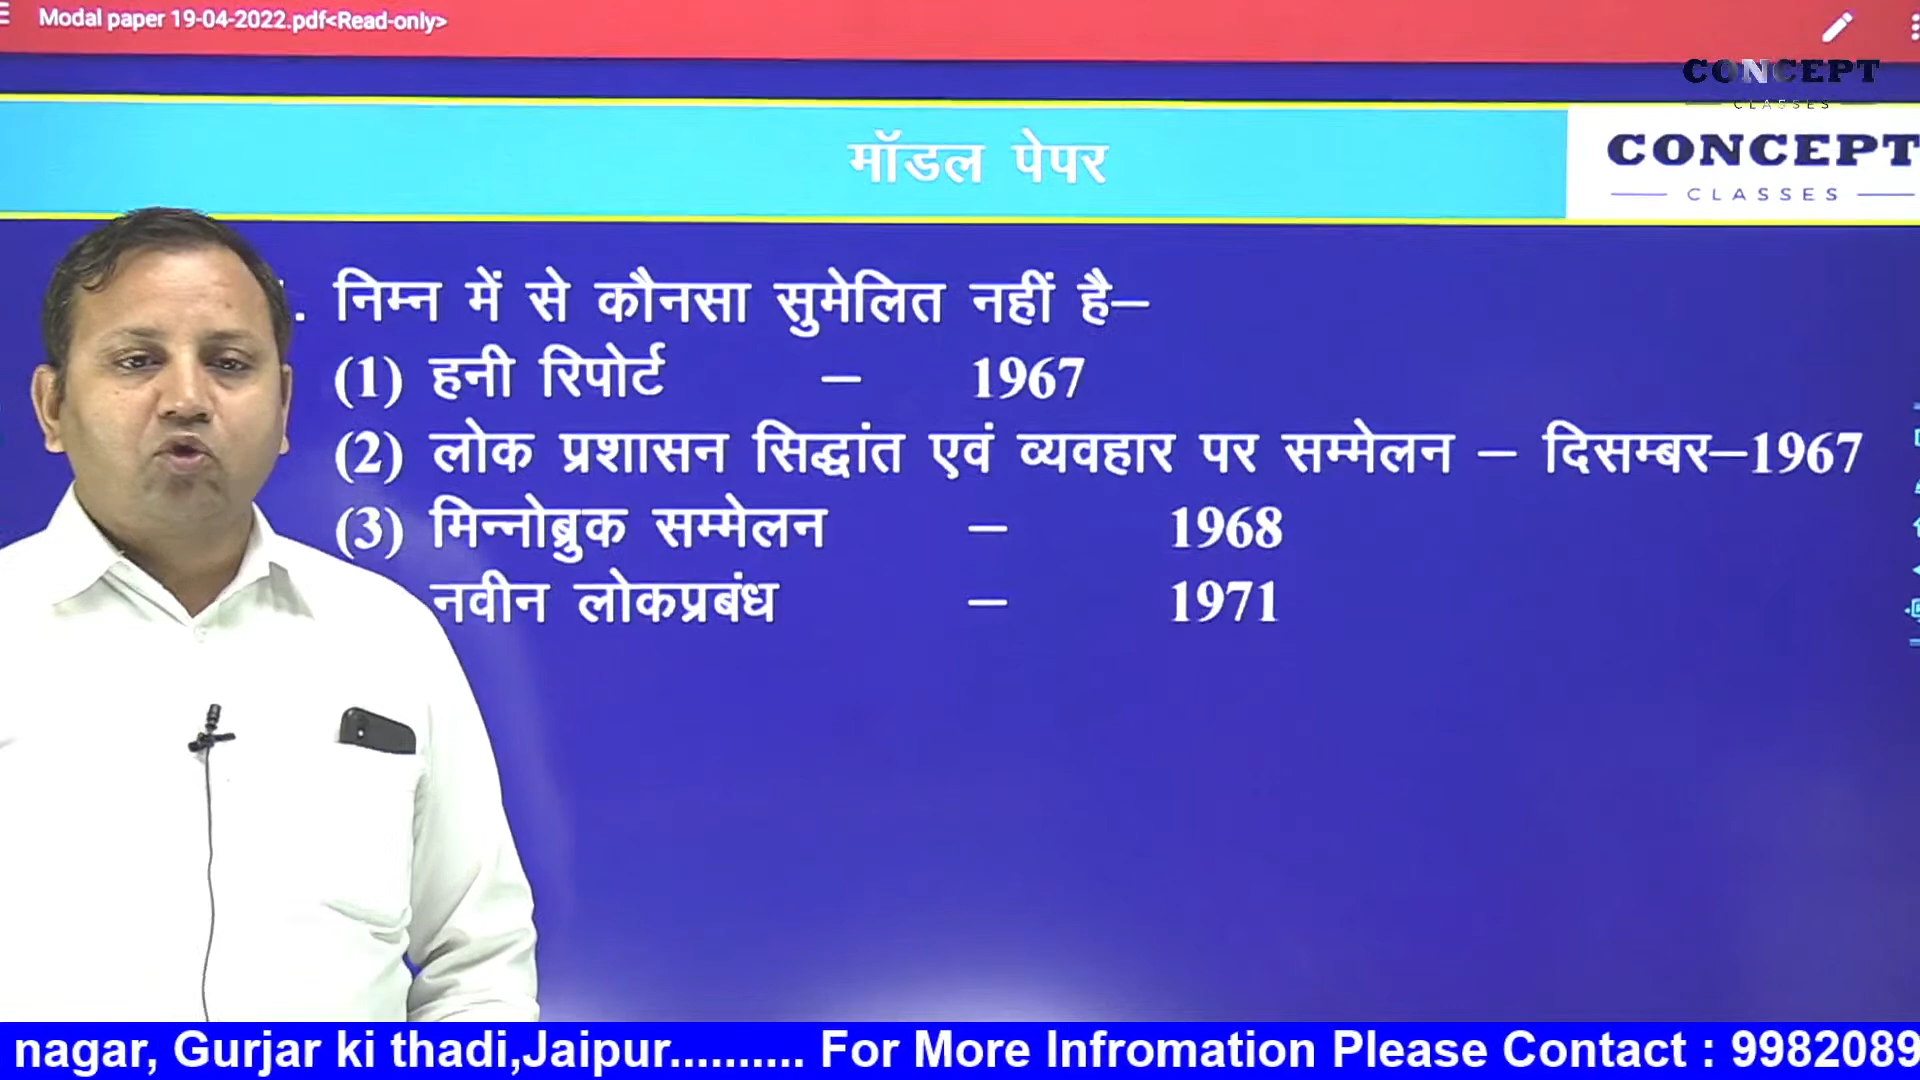 Modal paper 19-04-2022.pdf<Read-only>
CONCEPT
CLASSES
मॉडल पेपर
CONCEPT
CLASSES
. निम्न में से कौनसा सुमेलित नहीं है–
(1) हनी रिपोर्ट – 1967
(2) लोक प्रशासन सिद्धांत एवं व्यवहार पर सम्मेलन – दिसम्बर–1967
(3) मिन्नोब्रुक सम्मेलन – 1968
नवीन लोकप्रबंध – 1971
nagar, Gurjar ki thadi,Jaipur.......... For More Infromation Please Contact : 9982089